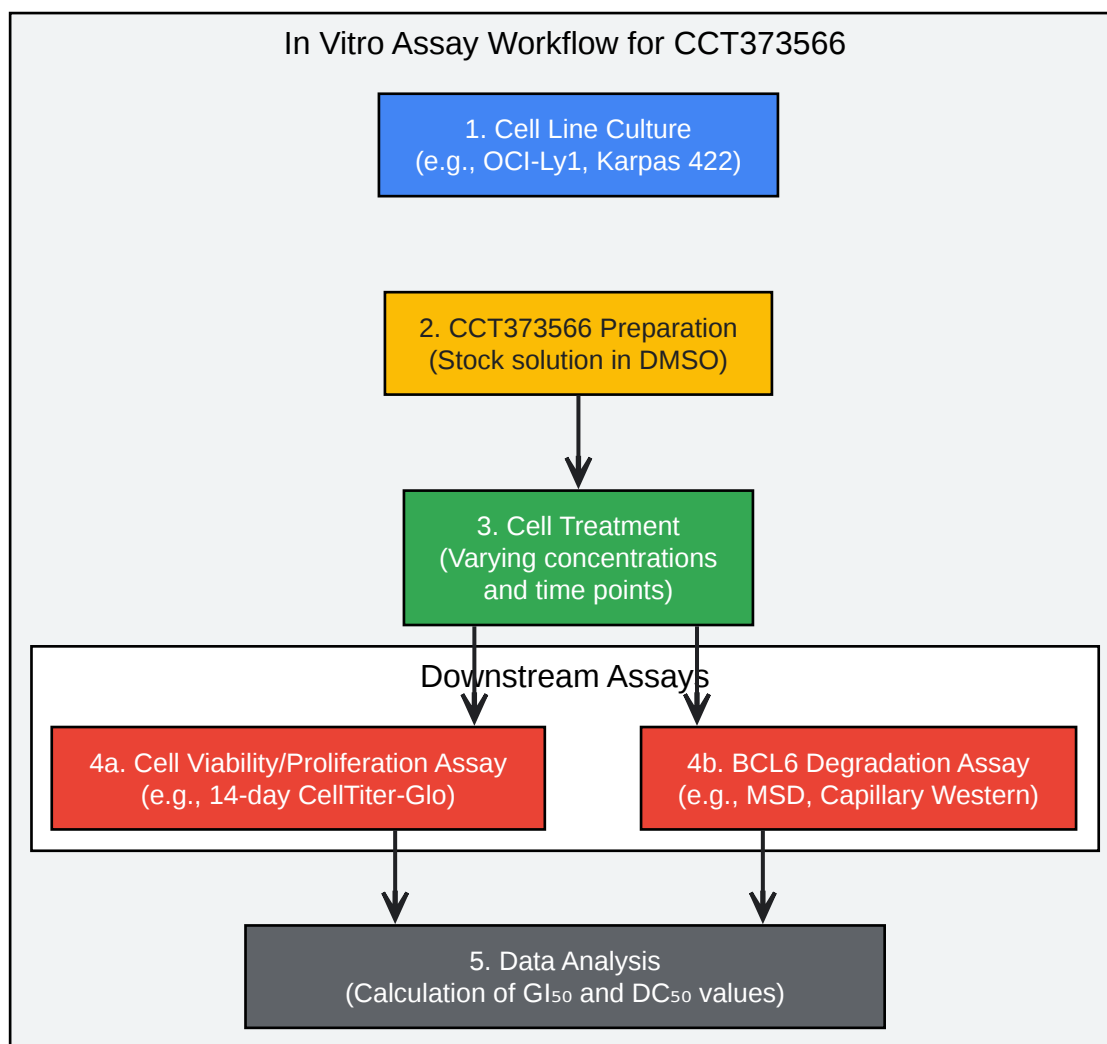 In Vitro Assay Workflow for CCT373566
1. Cell Line Culture
(e.g., OCI-Ly1, Karpas 422)
2. CCT373566 Preparation
(Stock solution in DMSO)
3. Cell Treatment
(Varying concentrations
and time points)
Downstream Assays
4a. Cell Viability/Proliferation Assay
(e.g., 14-day CellTiter-Glo)
4b. BCL6 Degradation Assay
(e.g., MSD, Capillary Western)
5. Data Analysis
(Calculation of GI₅₀ and DC₅₀ values)